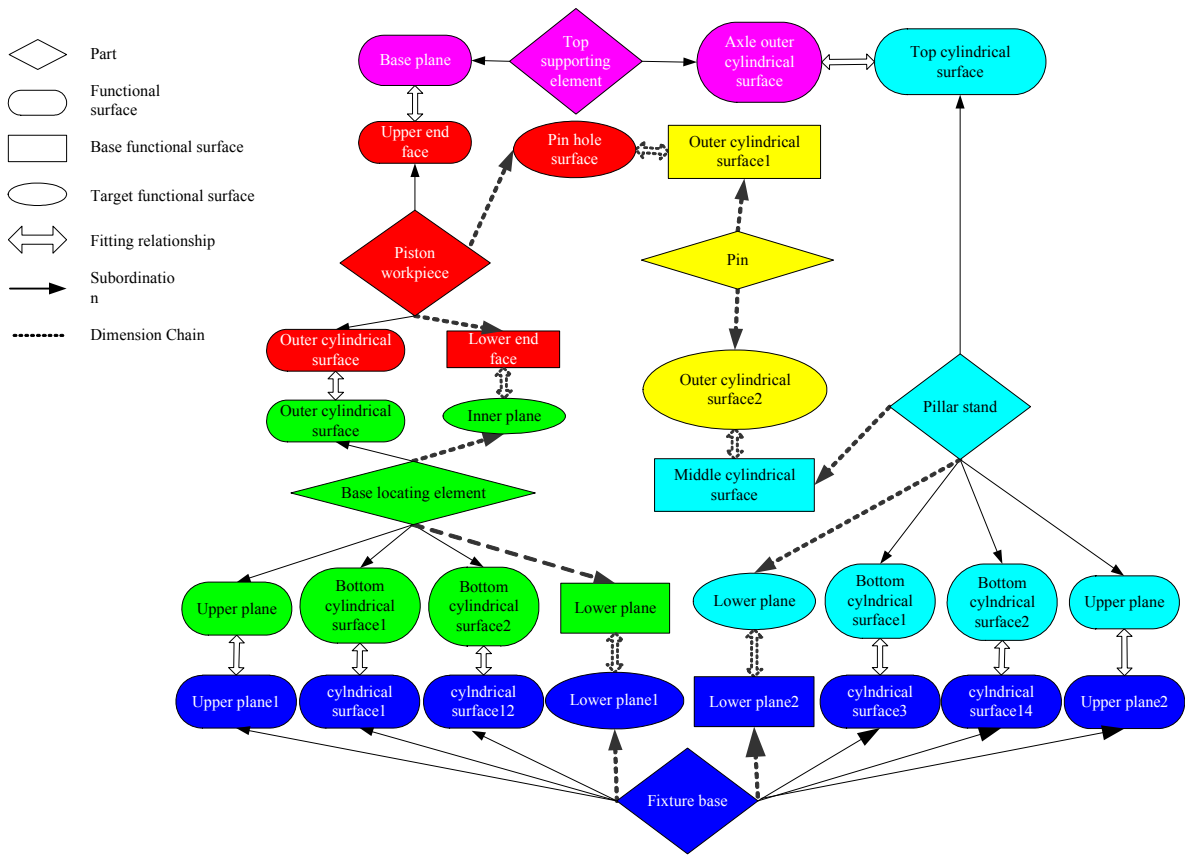 Part
Functional
surface
Base functional surface
Target functional surface
Fitting relationship
Subordinatio
n
Dimension Chain
Base plane
Top
supporting
element
Axle outer
cylindrical
surface
Top cylindrical
surface
Upper end
face
Pin hole
surface
Outer cylindrical
surface1
Piston
workpiece
Pin
Outer cylindrical
surface
Lower end
face
Outer cylindrical
surface2
Pillar stand
Outer cylindrical
surface
Inner plane
Base locating element
Middle cylindrical
surface
Upper plane
Bottom
cylindrical
surface1
Bottom
cylindrical
surface2
Lower plane
Lower plane
Bottom
cylndrical
surface1
Bottom
cylndrical
surface2
Upper plane
Upper plane1
cylndrical
surface1
cylndrical
surface12
Lower plane1
Lower plane2
cylndrical
surface3
cylndrical
surface14
Upper plane2
Fixture base